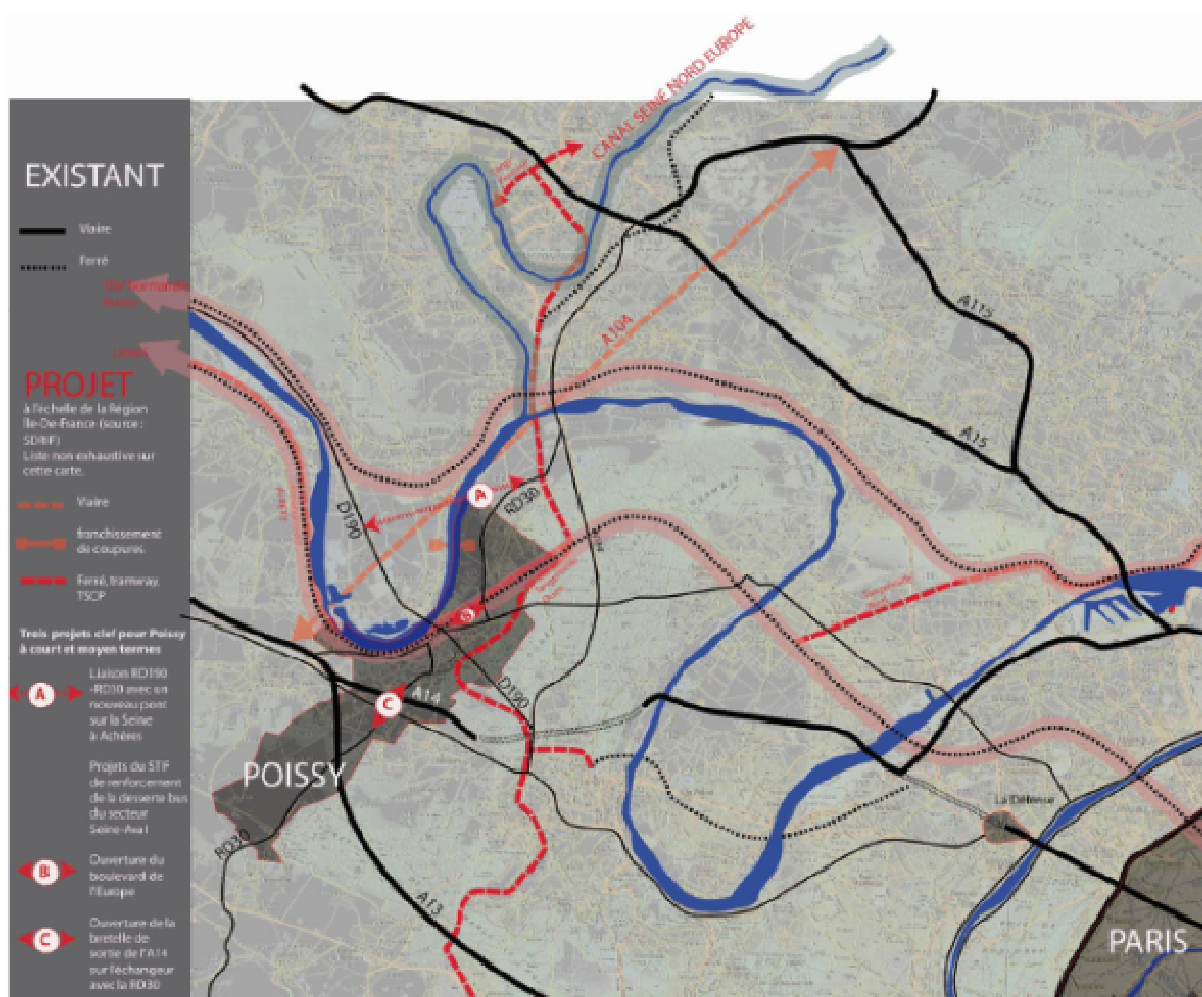 CANAL SEINE NORD EUROPE
EXISTANT
Viaire
Ferré
PROJET
à l'échelle de la Région
Ile-De-France (source :
SDRIF)
Liste non exhaustive sur
cette carte.
Viaire
franchissement
de coupures.
Ferré, tramway,
TSCP
Trois projets clef pour Poissy
à court et moyen termes
A
Liaison RD190
-RD30 avec un
nouveau pont
sur la Seine
à Achères
Projets du STIF
de renforcement
de la desserte bus
du secteur
Seine-Aval
B
Ouverture du
boulevard de
l'Europe
C
Ouverture de la
bretelle de
sortie de l'A14
sur l'échangeur
avec la RD30
A104
A115
A15
A
RD30
D190
B
D190
A14
C
POISSY
RD30
A13
La Défense
PARIS